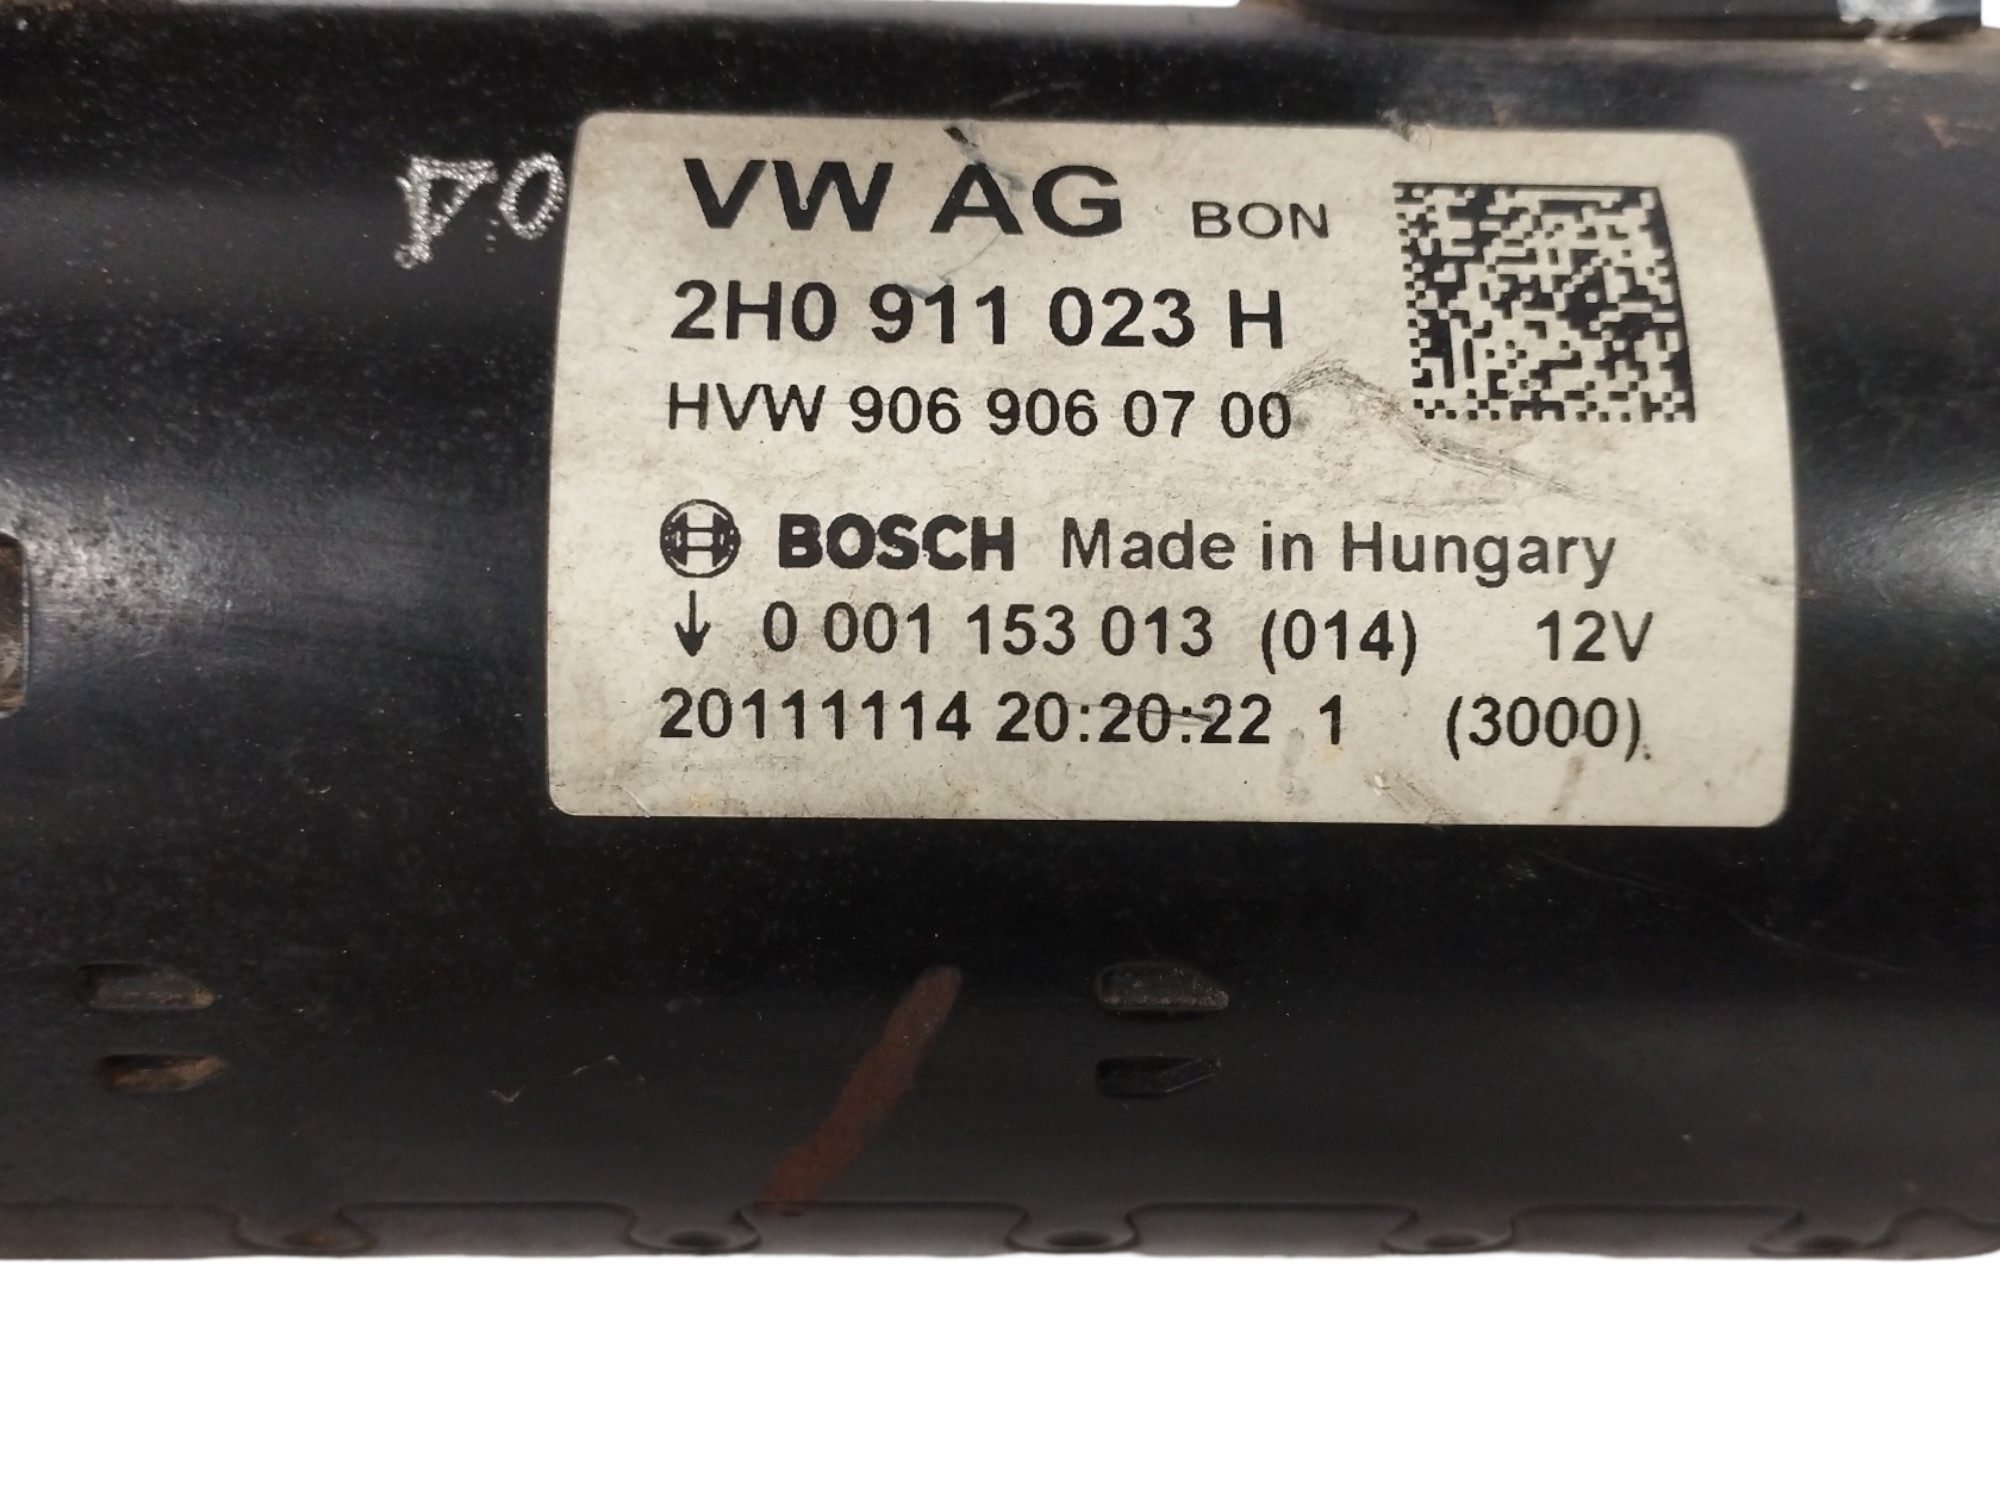 VW AG BON
2H0 911 023 H
HVW 906 906 07 00
BOSCH Made in Hungary
↓ 0 001 153 013 (014) 12V
20111114 20:20:22 1 (3000)